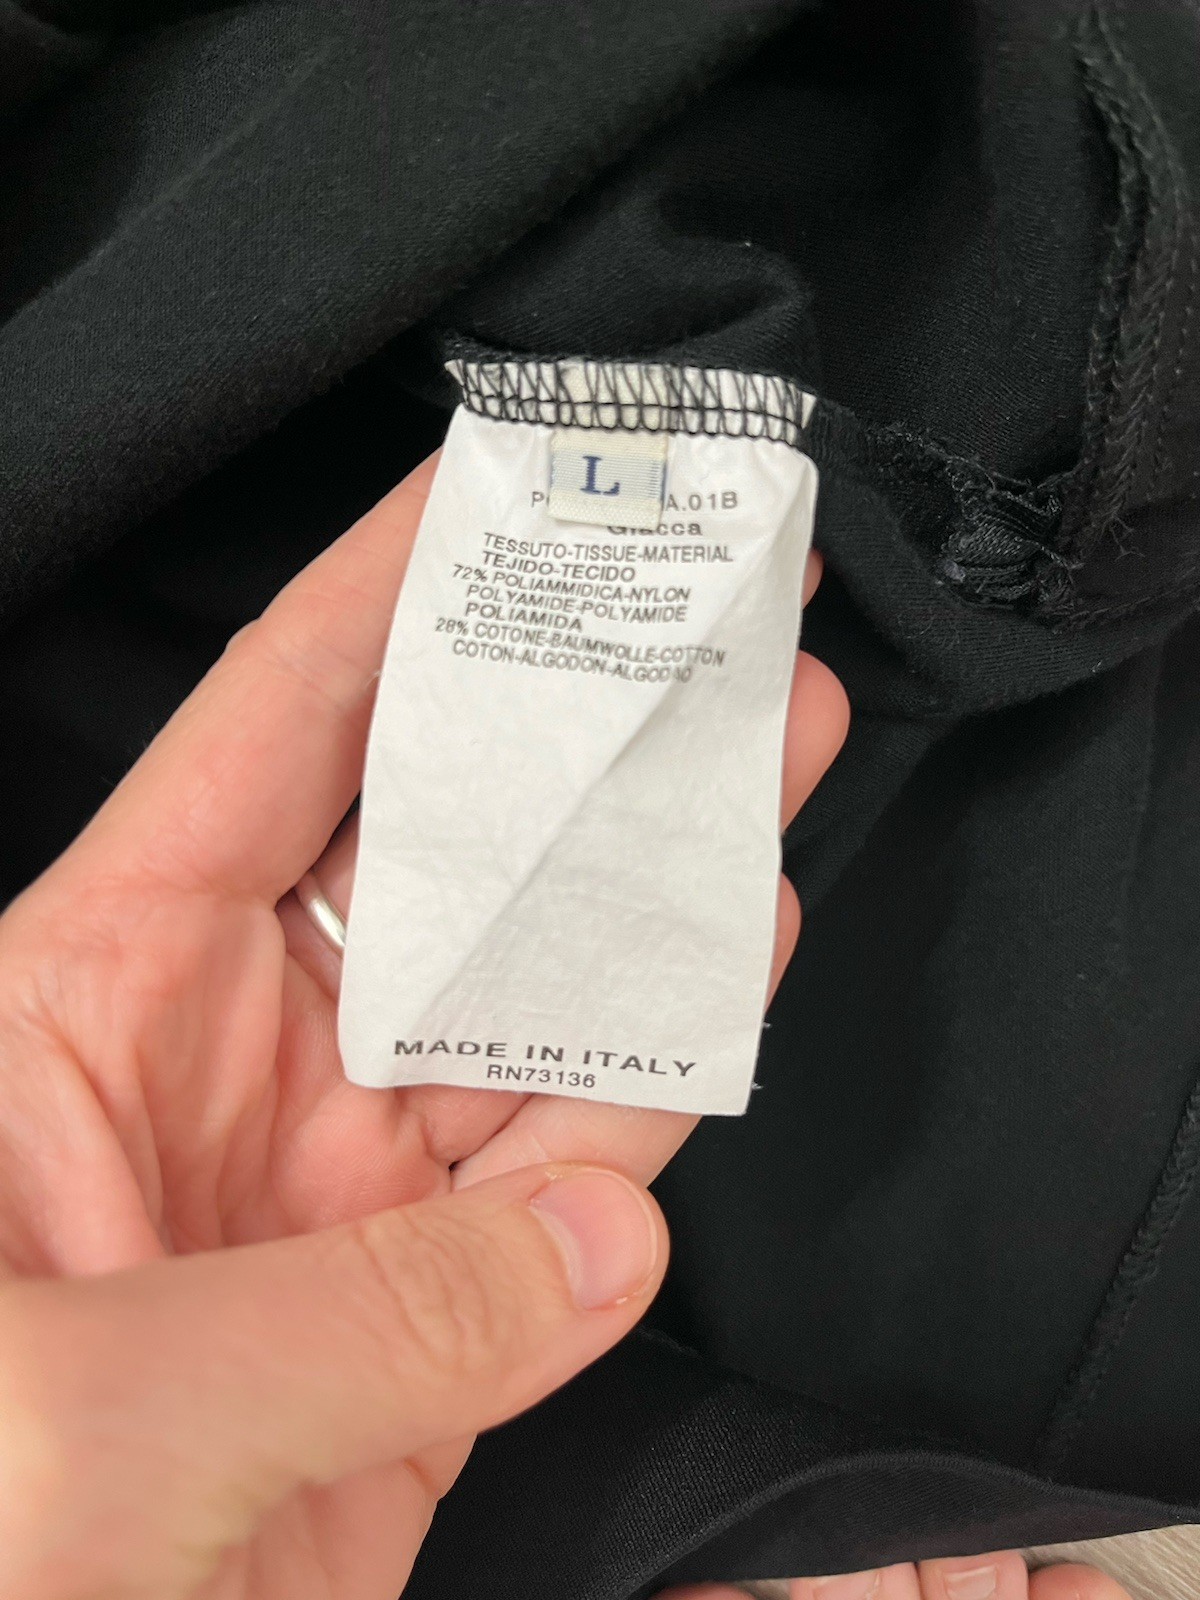 L
A.01B
Giacca
TESSUTO-TISSUE-MATERIAL
TEJIDO-TECIDO
72% POLIAMMIDICA-NYLON
POLYAMIDE-POLYAMIDE
POLIAMIDA
28% COTONE-BAUMWOLLE-COTTON
COTON-ALGODON-ALGODAO
MADE IN ITALY
RN73136